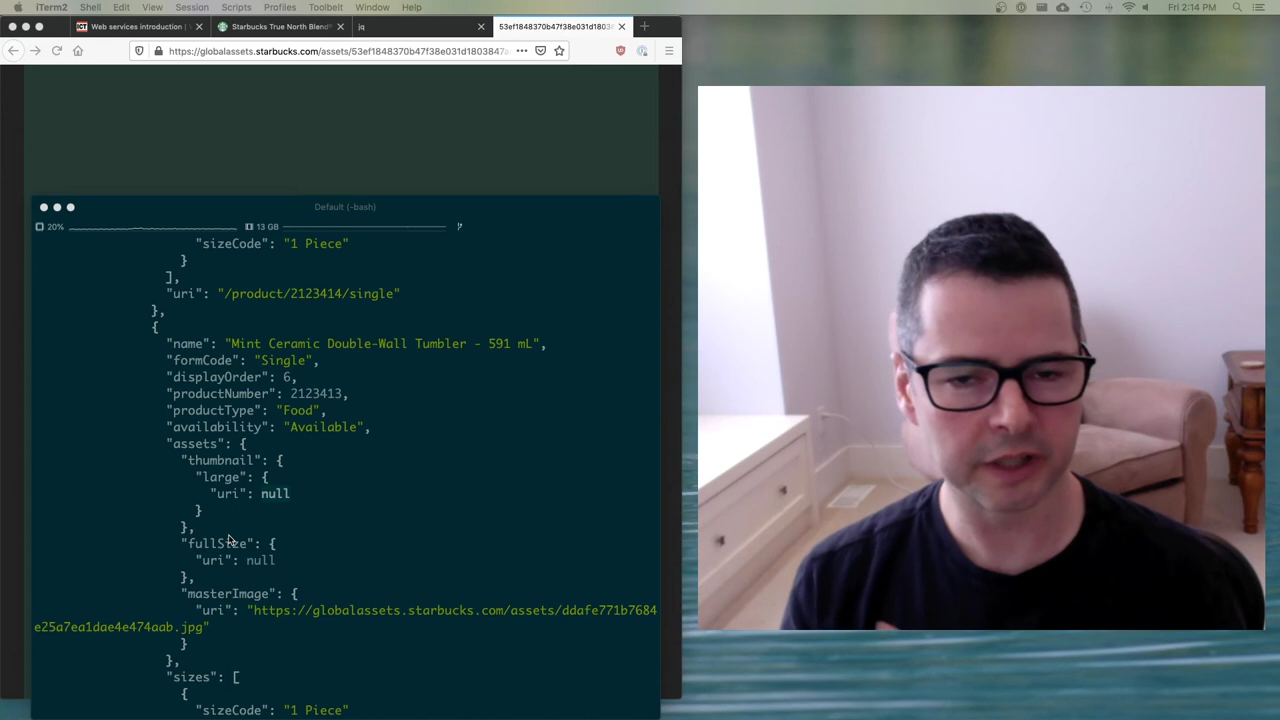 iTerm2 Shell Edit View Session Scripts Profiles Toolbelt Window Help Fri 2:14 PM
ICT Web services introduction | Starbucks True North Blend® jq 53ef1848370b47f38e031d1803
https://globalassets.starbucks.com/assets/53ef1848370b47f38e031d1803847
Default (-bash)
20% 13 GB
"sizeCode": "1 Piece"
}
],
"uri": "/product/2123414/single"
},
{
"name": "Mint Ceramic Double-Wall Tumbler - 591 mL",
"formCode": "Single",
"displayOrder": 6,
"productNumber": 2123413,
"productType": "Food",
"availability": "Available",
"assets": {
"thumbnail": {
"large": {
"uri": null
}
},
"fullSize": {
"uri": null
},
"masterImage": {
"uri": "https://globalassets.starbucks.com/assets/ddafe771b7684
e25a7ea1dae4e474aab.jpg"
}
},
"sizes": [
{
"sizeCode": "1 Piece"